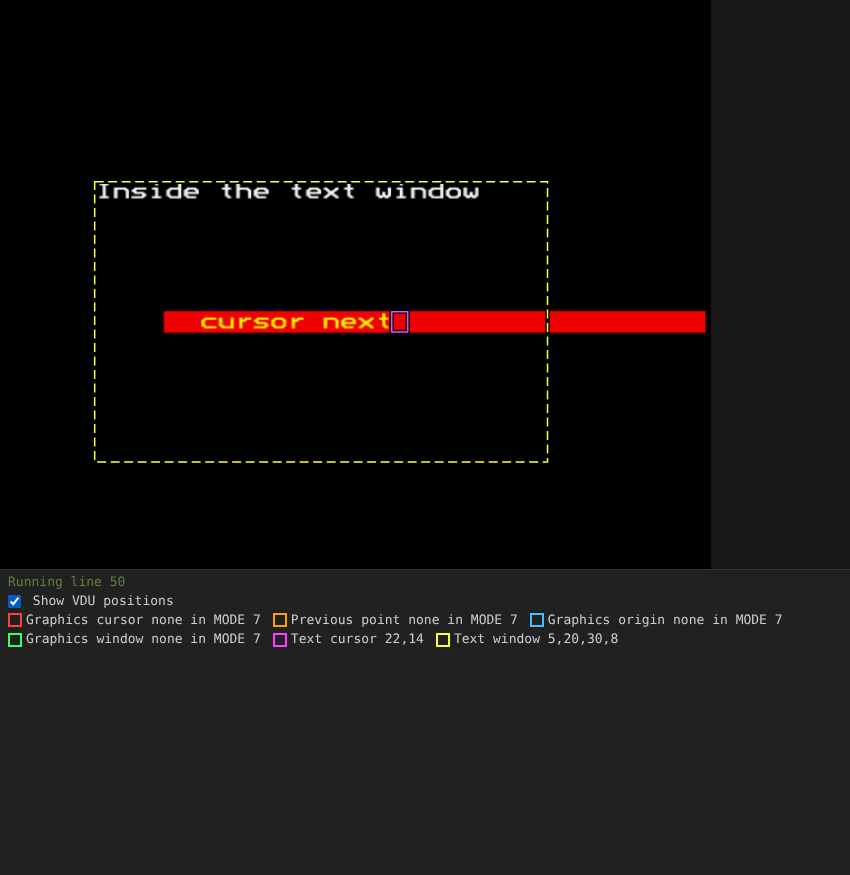 Inside the text window
cursor next
Running line 50
Show VDU positions
Graphics cursor none in MODE 7 Previous point none in MODE 7 Graphics origin none in MODE 7
Graphics window none in MODE 7 Text cursor 22,14 Text window 5,20,30,8